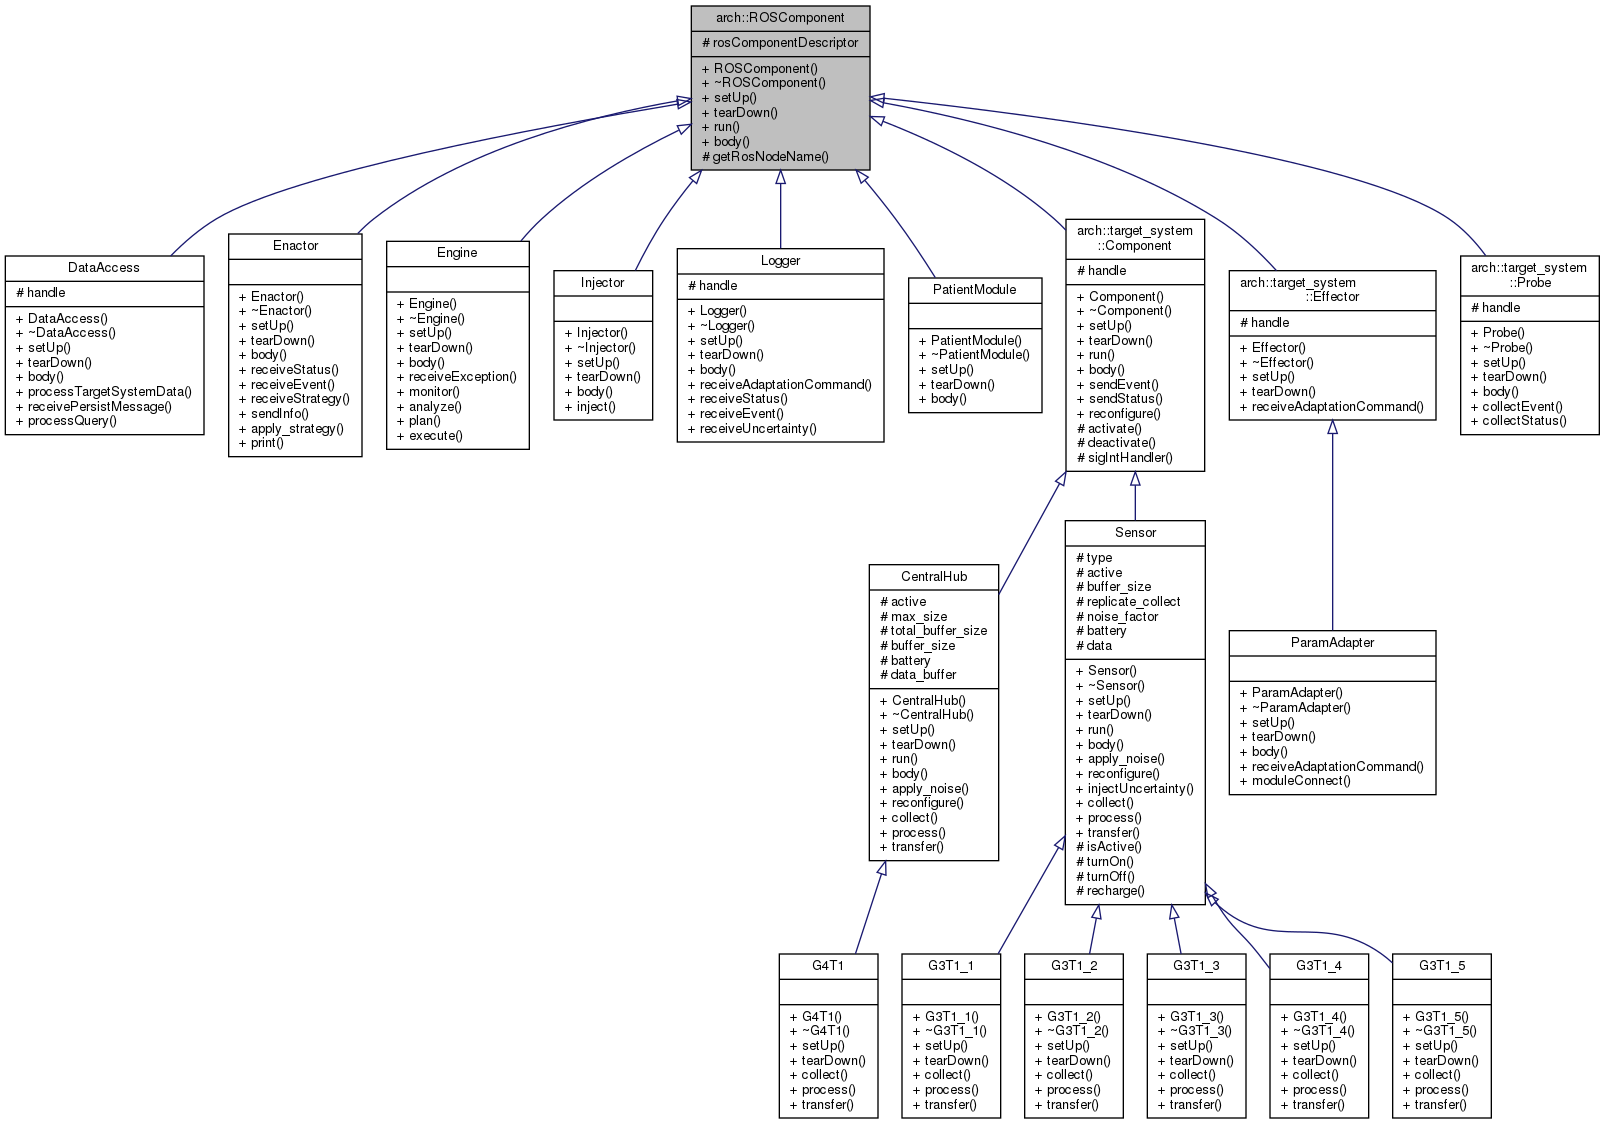 arch::ROSComponent
# rosComponentDescriptor
+ ROSComponent()
+ ~ROSComponent()
+ setUp()
+ tearDown()
+ run()
+ body()
# getRosNodeName()
DataAccess
# handle
+ DataAccess()
+ ~DataAccess()
+ setUp()
+ tearDown()
+ body()
+ processTargetSystemData()
+ receivePersistMessage()
+ processQuery()
Enactor
+ Enactor()
+ ~Enactor()
+ setUp()
+ tearDown()
+ body()
+ receiveStatus()
+ receiveEvent()
+ receiveStrategy()
+ sendInfo()
+ apply_strategy()
+ print()
Engine
+ Engine()
+ ~Engine()
+ setUp()
+ tearDown()
+ body()
+ receiveException()
+ monitor()
+ analyze()
+ plan()
+ execute()
Injector
+ Injector()
+ ~Injector()
+ setUp()
+ tearDown()
+ body()
+ inject()
Logger
# handle
+ Logger()
+ ~Logger()
+ setUp()
+ tearDown()
+ body()
+ receiveAdaptationCommand()
+ receiveStatus()
+ receiveEvent()
+ receiveUncertainty()
PatientModule
+ PatientModule()
+ ~PatientModule()
+ setUp()
+ tearDown()
+ body()
arch::target_system
::Component
# handle
+ Component()
+ ~Component()
+ setUp()
+ tearDown()
+ run()
+ body()
+ sendEvent()
+ sendStatus()
+ reconfigure()
# activate()
# deactivate()
# sigIntHandler()
arch::target_system
::Effector
# handle
+ Effector()
+ ~Effector()
+ setUp()
+ tearDown()
+ receiveAdaptationCommand()
arch::target_system
::Probe
# handle
+ Probe()
+ ~Probe()
+ setUp()
+ tearDown()
+ body()
+ collectEvent()
+ collectStatus()
CentralHub
# active
# max_size
# total_buffer_size
# buffer_size
# battery
# data_buffer
+ CentralHub()
+ ~CentralHub()
+ setUp()
+ tearDown()
+ run()
+ body()
+ apply_noise()
+ reconfigure()
+ collect()
+ process()
+ transfer()
Sensor
# type
# active
# buffer_size
# replicate_collect
# noise_factor
# battery
# data
+ Sensor()
+ ~Sensor()
+ setUp()
+ tearDown()
+ run()
+ body()
+ apply_noise()
+ reconfigure()
+ injectUncertainty()
+ collect()
+ process()
+ transfer()
# isActive()
# turnOn()
# turnOff()
# recharge()
ParamAdapter
+ ParamAdapter()
+ ~ParamAdapter()
+ setUp()
+ tearDown()
+ body()
+ receiveAdaptationCommand()
+ moduleConnect()
G4T1
+ G4T1()
+ ~G4T1()
+ setUp()
+ tearDown()
+ collect()
+ process()
+ transfer()
G3T1_1
+ G3T1_1()
+ ~G3T1_1()
+ setUp()
+ tearDown()
+ collect()
+ process()
+ transfer()
G3T1_2
+ G3T1_2()
+ ~G3T1_2()
+ setUp()
+ tearDown()
+ collect()
+ process()
+ transfer()
G3T1_3
+ G3T1_3()
+ ~G3T1_3()
+ setUp()
+ tearDown()
+ collect()
+ process()
+ transfer()
G3T1_4
+ G3T1_4()
+ ~G3T1_4()
+ setUp()
+ tearDown()
+ collect()
+ process()
+ transfer()
G3T1_5
+ G3T1_5()
+ ~G3T1_5()
+ setUp()
+ tearDown()
+ collect()
+ process()
+ transfer()